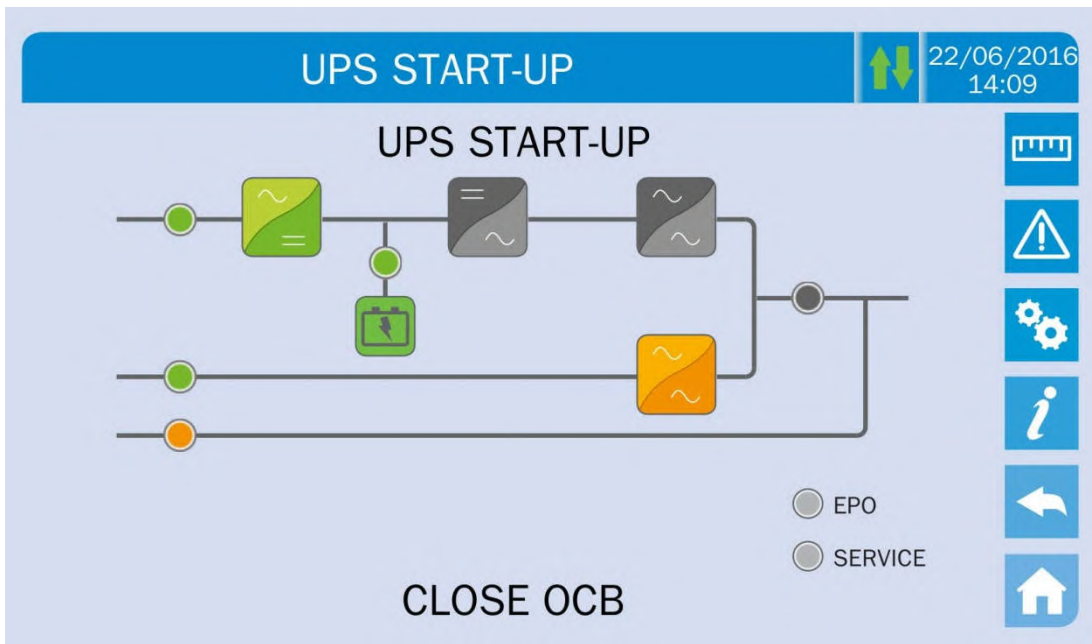 UPS START-UP
22/06/2016
14:09
UPS START-UP
EPO
SERVICE
CLOSE OCB